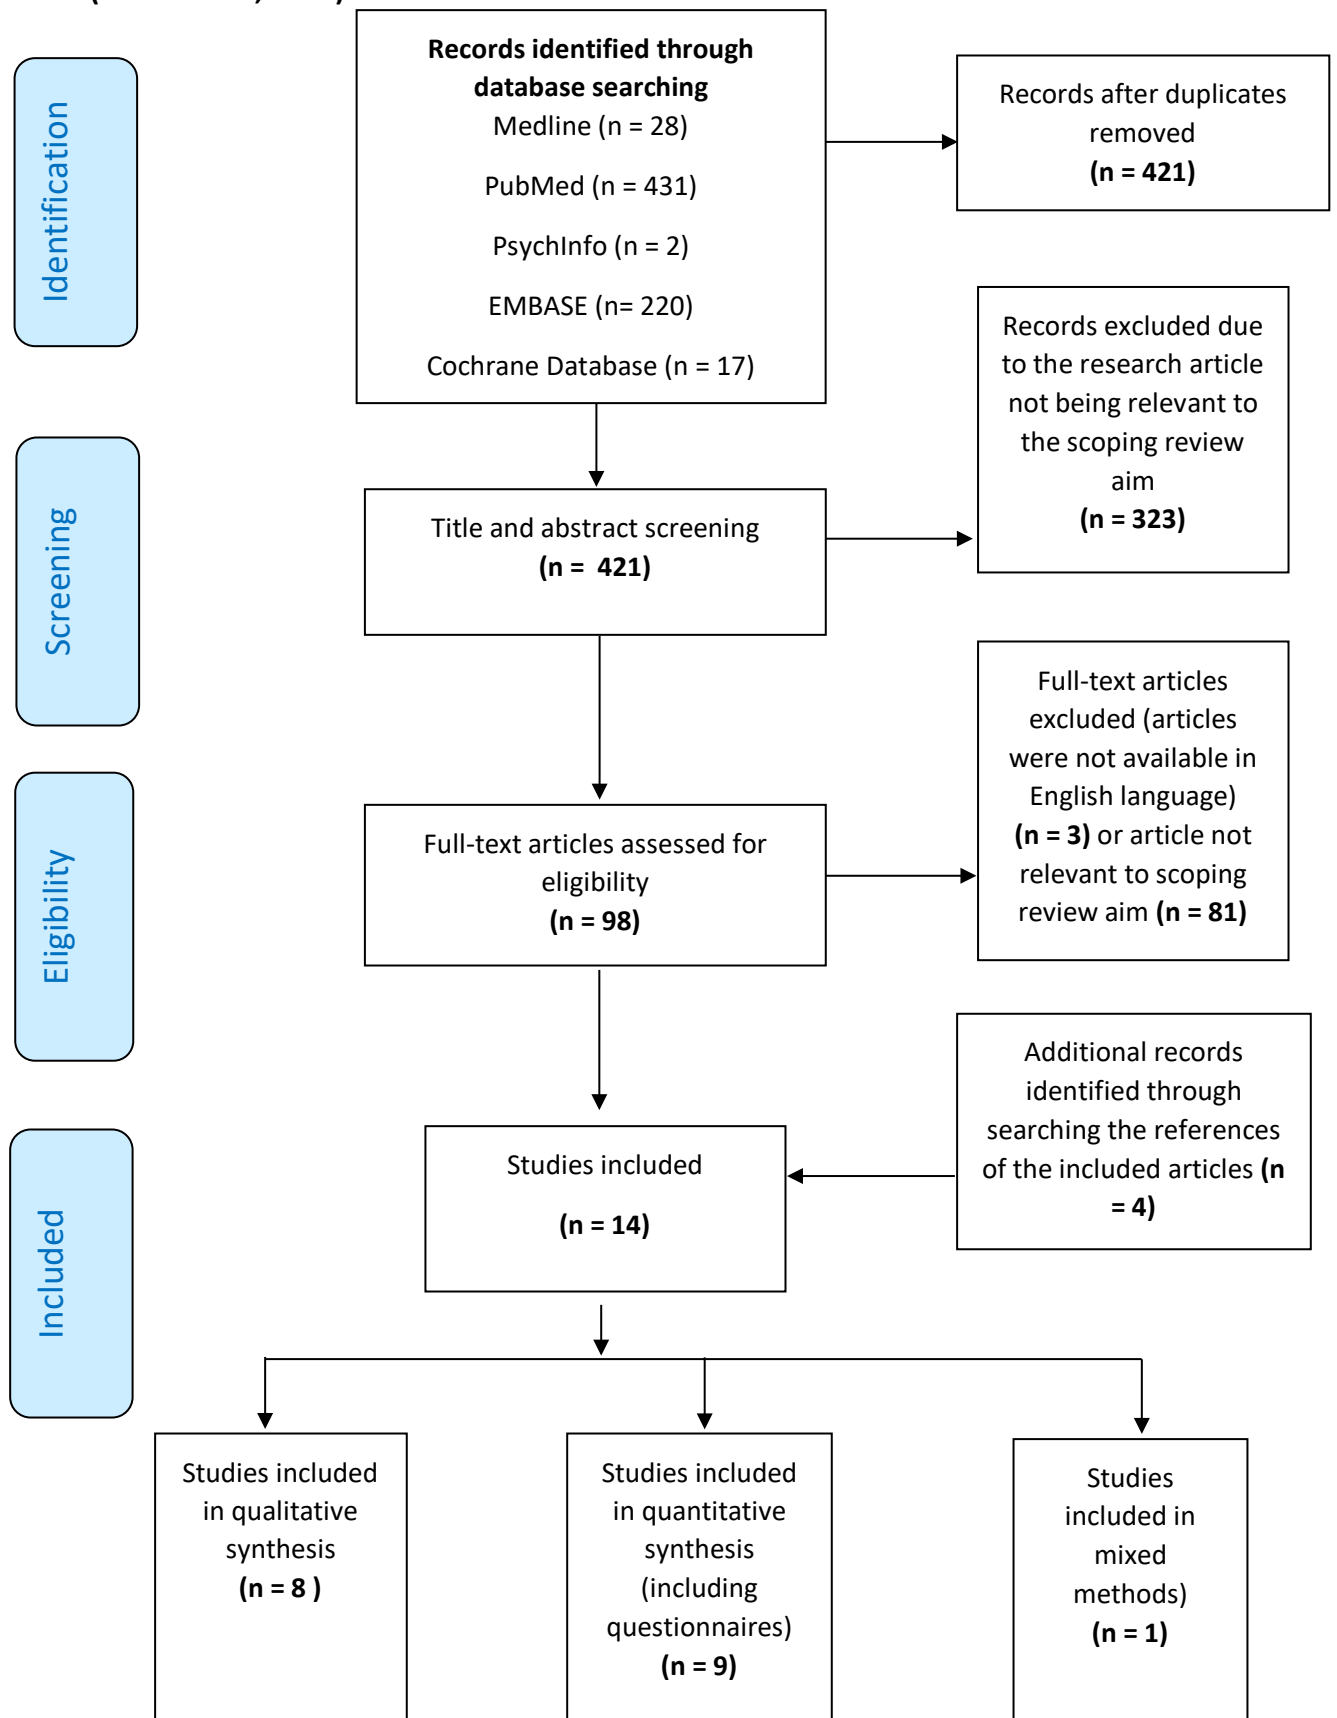 Identification
Records identified through
database searching
Medline (n = 28)
PubMed (n = 431)
PsychInfo (n = 2)
EMBASE (n= 220)
Cochrane Database (n = 17)
Records after duplicates
removed
(n = 421)
Screening
Title and abstract screening
(n =  421)
Records excluded due
to the research article
not being relevant to
the scoping review
aim
(n = 323)
Eligibility
Full-text articles assessed for
eligibility
(n = 98)
Full-text articles
excluded (articles
were not available in
English language)
(n = 3) or article not
relevant to scoping
review aim (n = 81)
Included
Studies included
(n = 14)
Additional records
identified through
searching the references
of the included articles (n
= 4)
Studies included
in qualitative
synthesis
(n = 8 )
Studies included
in quantitative
synthesis
(including
questionnaires)
(n = 9)
Studies
included in
mixed
methods)
(n = 1)